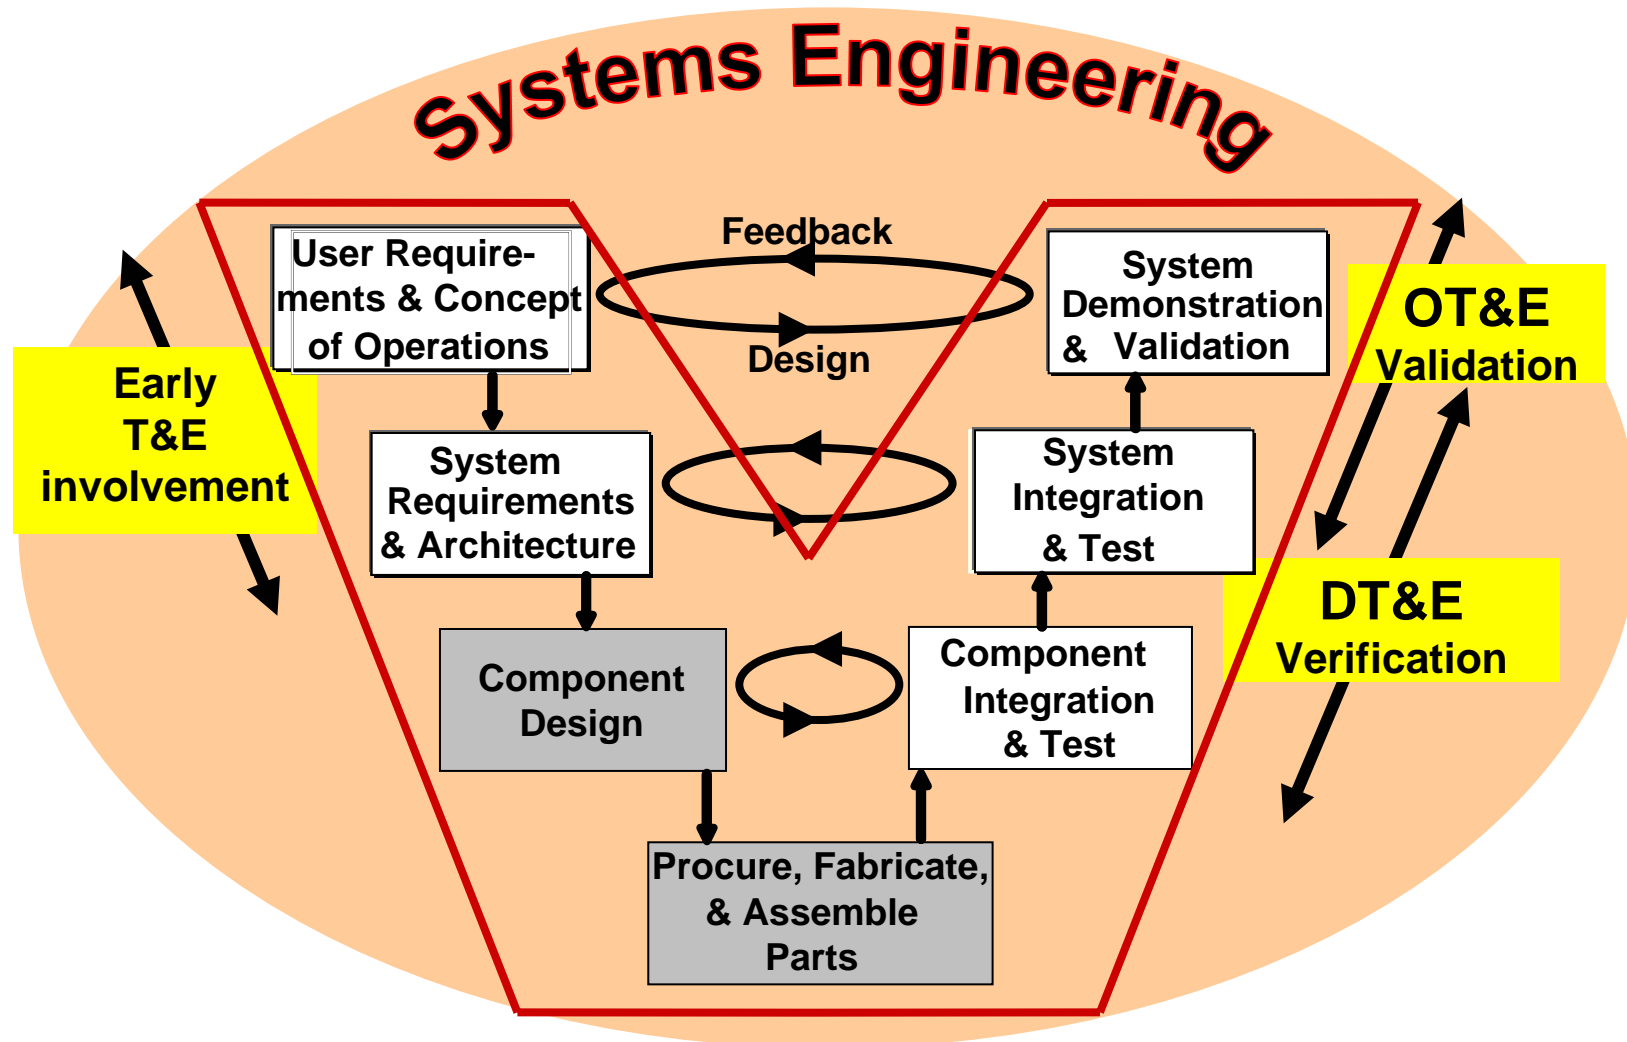 Systems Engineering
Feedback
Design
User Require-
ments & Concept
of Operations
System
Requirements
& Architecture
Component
Design
Procure, Fabricate,
& Assemble
Parts
Component
Integration
& Test
System
Integration
& Test
System
Demonstration
& Validation
Early
T&E
involvement
OT&E
Validation
DT&E
Verification